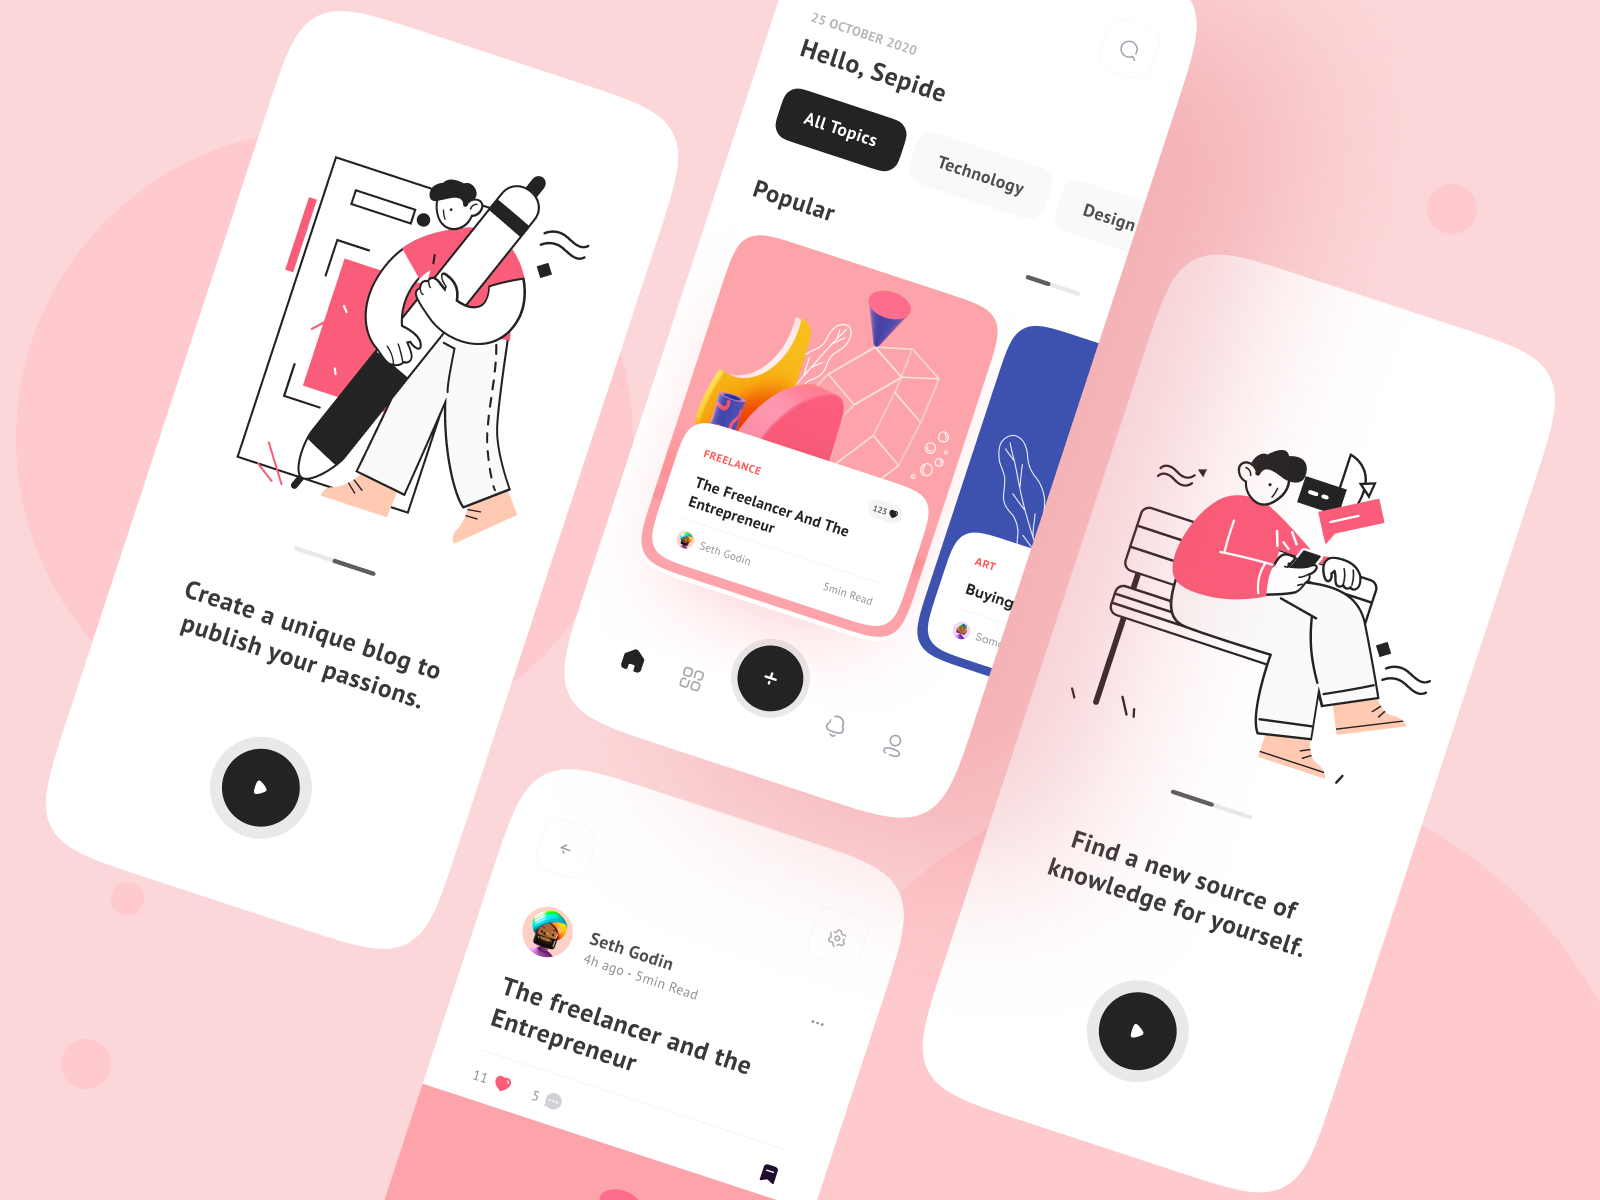 Create a unique blog to
publish your passions.
25 OCTOBER 2020
Hello, Sepide
All Topics
Technology
Design
Popular
FREELANCE
The Freelancer And The
Entrepreneur
123
Seth Godin
5min Read
ART
Buying
Seth Godin
4h ago • 5min Read
The freelancer and the
Entrepreneur
11
5
Find a new source of
knowledge for yourself.